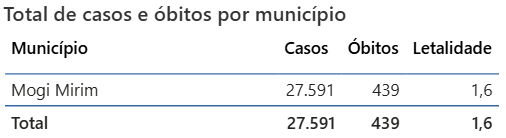 Total de casos e óbitos por município
Município Casos Óbitos Letalidade
Mogi Mirim 27.591 439 1,6
Total 27.591 439 1,6